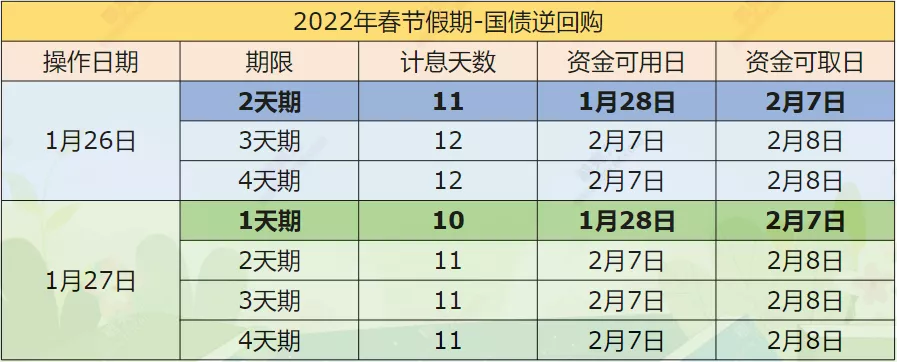 2022年春节假期-国债逆回购
操作日期 期限 计息天数 资金可用日 资金可取日
1月26日 2天期 11 1月28日 2月7日
3天期 12 2月7日 2月8日
4天期 12 2月7日 2月8日
1月27日 1天期 10 1月28日 2月7日
2天期 11 2月7日 2月8日
3天期 11 2月7日 2月8日
4天期 11 2月7日 2月8日